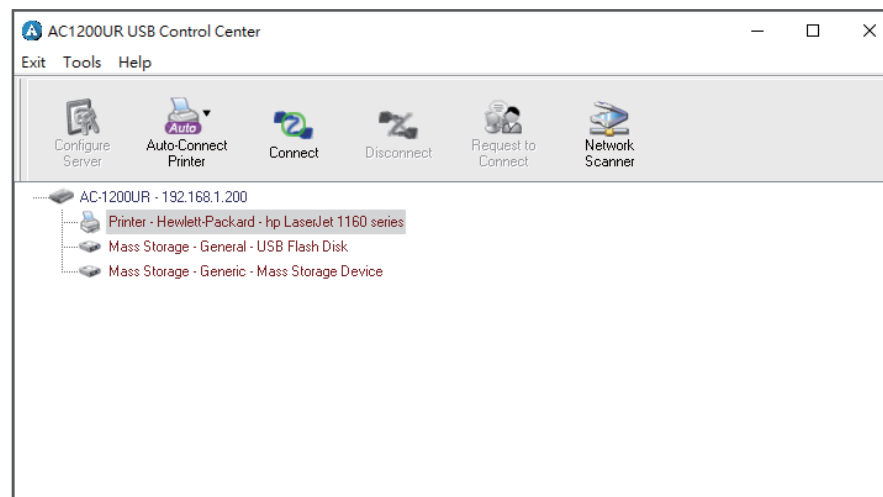 AC1200UR USB Control Center
Exit Tools Help
Configure Server
Auto-Connect Printer
Auto
Connect
Disconnect
Request to Connect
Network Scanner
AC-1200UR - 192.168.1.200
Printer - Hewlett-Packard - hp LaserJet 1160 series
Mass Storage - General - USB Flash Disk
Mass Storage - Generic - Mass Storage Device